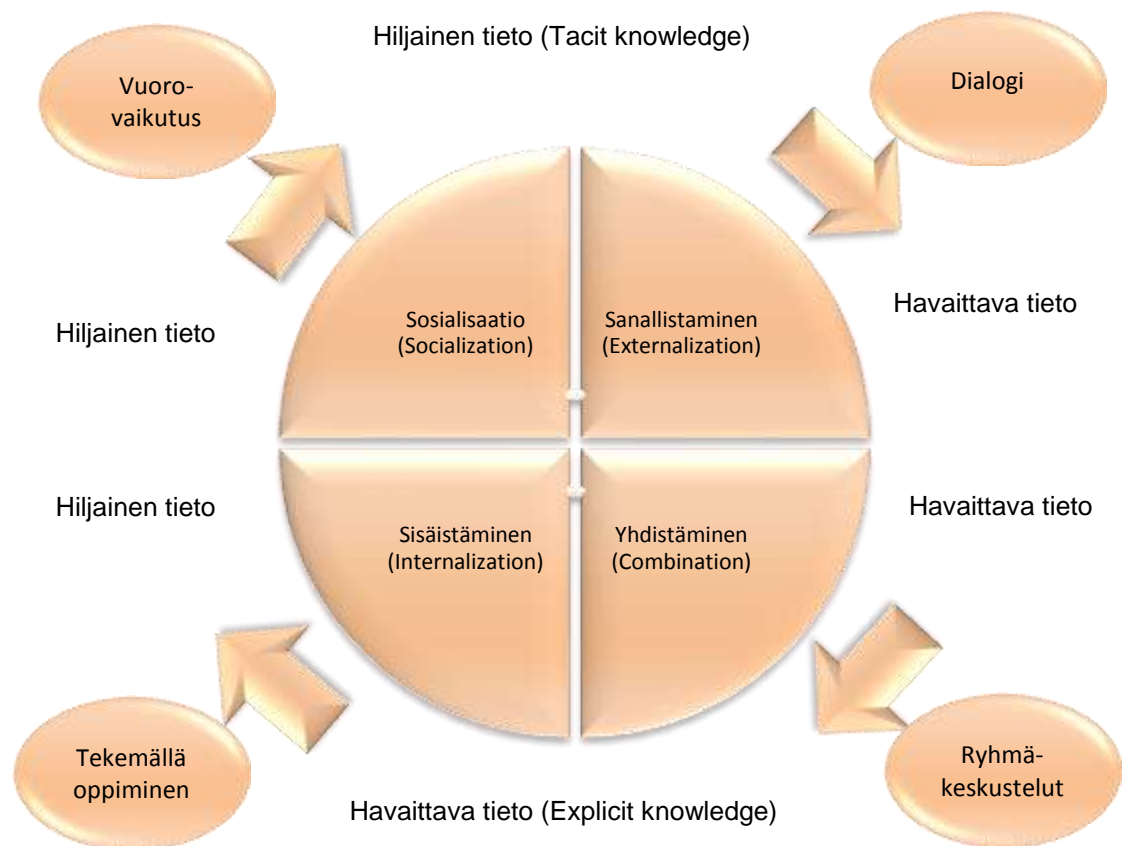 Hiljainen tieto (Tacit knowledge)
Vuoro-
vaikutus
Dialogi
Hiljainen tieto
Sosialisaatio
(Socialization)
Sanallistaminen
(Externalization)
Havaittava tieto
Hiljainen tieto
Sisäistäminen
(Internalization)
Yhdistäminen
(Combination)
Havaittava tieto
Tekemällä
oppiminen
Ryhmä-
keskustelut
Havaittava tieto (Explicit knowledge)